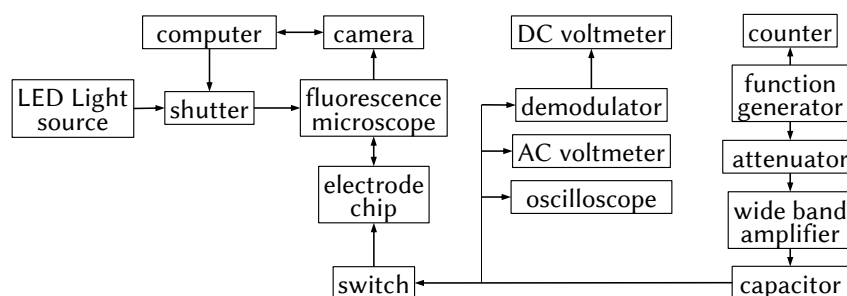 computer
camera
DC voltmeter
counter
LED Light
source
shutter
fluorescence
microscope
demodulator
function
generator
AC voltmeter
attenuator
electrode
chip
oscilloscope
wide band
amplifier
switch
capacitor